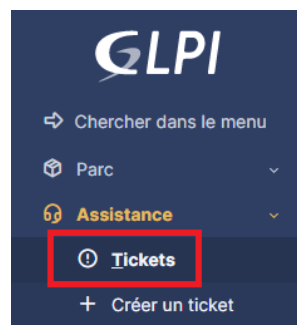 GLPI
Chercher dans le menu
Parc
Assistance
Tickets
+ Créer un ticket